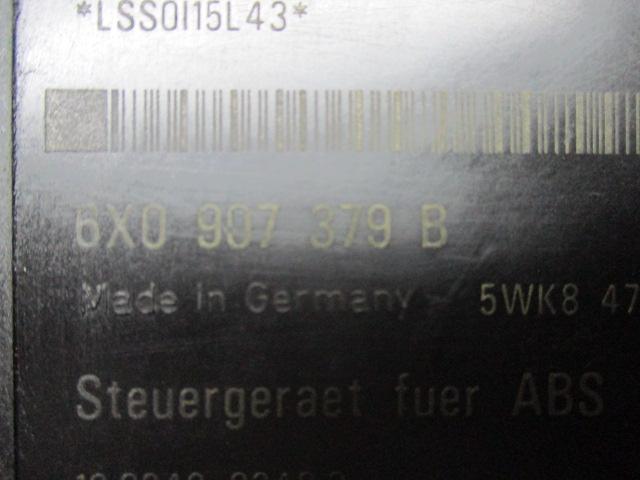 *LSS0I15L43*
6X0 907 379 B
Made in Germany 5WK8 47
Steuergeraet fuer ABS